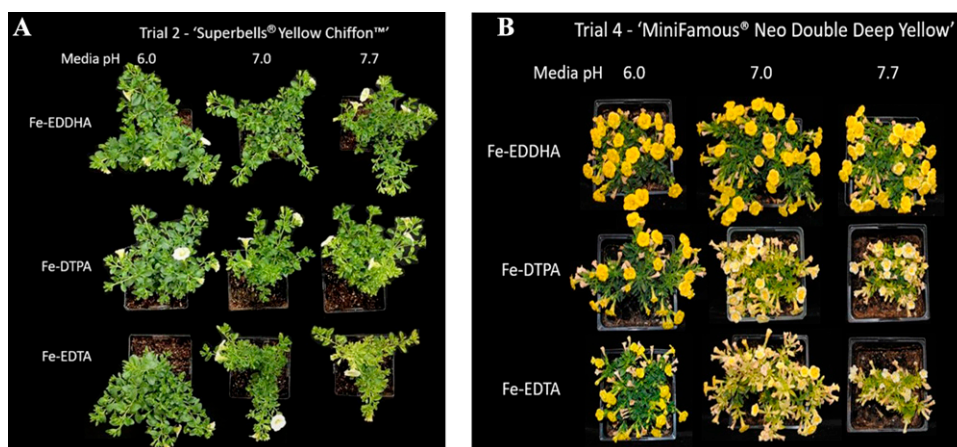 A
Trial 2 - ‘Superbells® Yellow Chiffon™’
Media pH 6.0 7.0 7.7
Fe-EDDHA
Fe-DTPA
Fe-EDTA
B
Trial 4 - ‘MiniFamous® Neo Double Deep Yellow’
Media pH 6.0 7.0 7.7
Fe-EDDHA
Fe-DTPA
Fe-EDTA